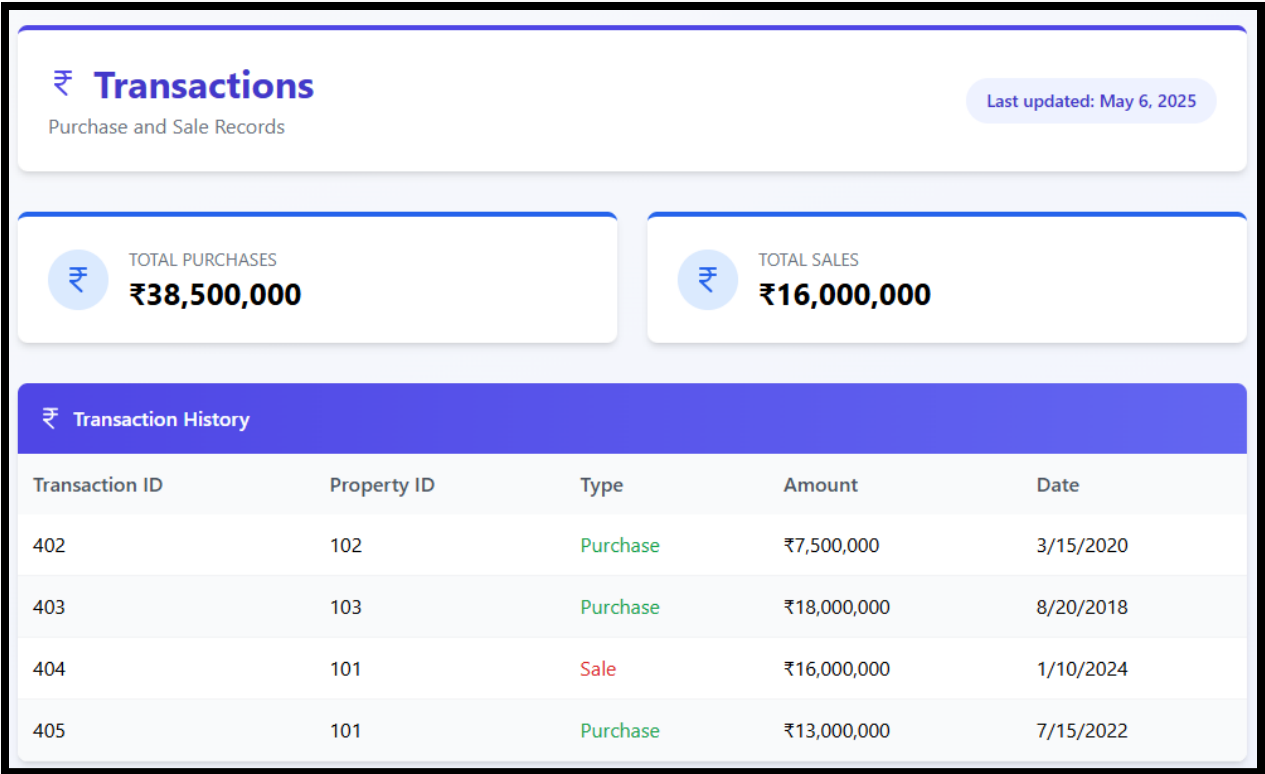 ₹ Transactions
Purchase and Sale Records
Last updated: May 6, 2025
₹ TOTAL PURCHASES
₹38,500,000
₹ TOTAL SALES
₹16,000,000
₹ Transaction History
Transaction ID Property ID Type Amount Date
402 102 Purchase ₹7,500,000 3/15/2020
403 103 Purchase ₹18,000,000 8/20/2018
404 101 Sale ₹16,000,000 1/10/2024
405 101 Purchase ₹13,000,000 7/15/2022